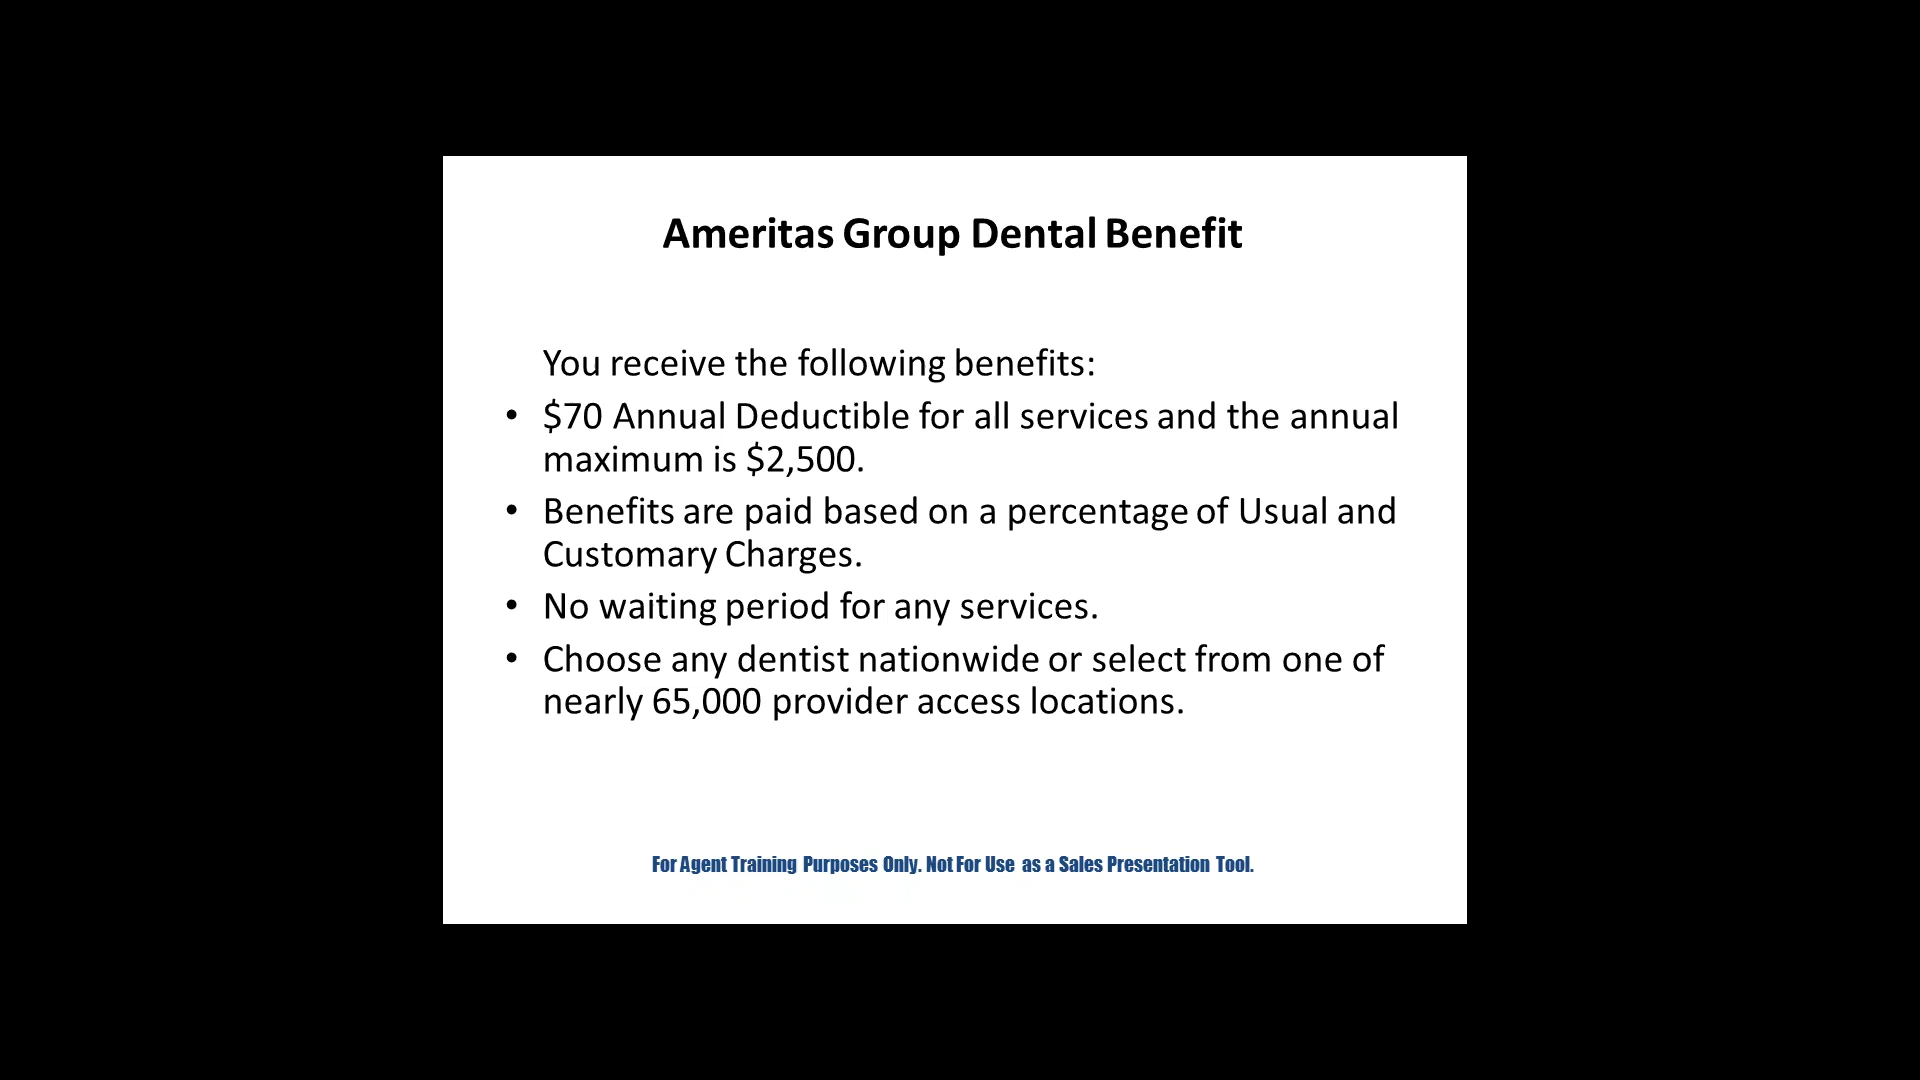 Ameritas Group Dental Benefit
You receive the following benefits:
• $70 Annual Deductible for all services and the annual
maximum is $2,500.
• Benefits are paid based on a percentage of Usual and
Customary Charges.
• No waiting period for any services.
• Choose any dentist nationwide or select from one of
nearly 65,000 provider access locations.
For Agent Training Purposes Only. Not For Use as a Sales Presentation Tool.